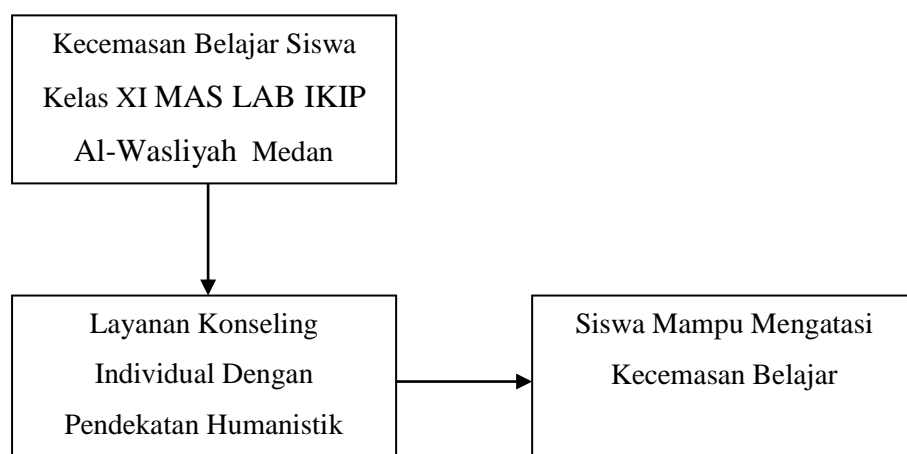 Kecemasan Belajar Siswa
Kelas XI MAS LAB IKIP
Al-Wasliyah Medan
Layanan Konseling
Individual Dengan
Pendekatan Humanistik
Siswa Mampu Mengatasi
Kecemasan Belajar